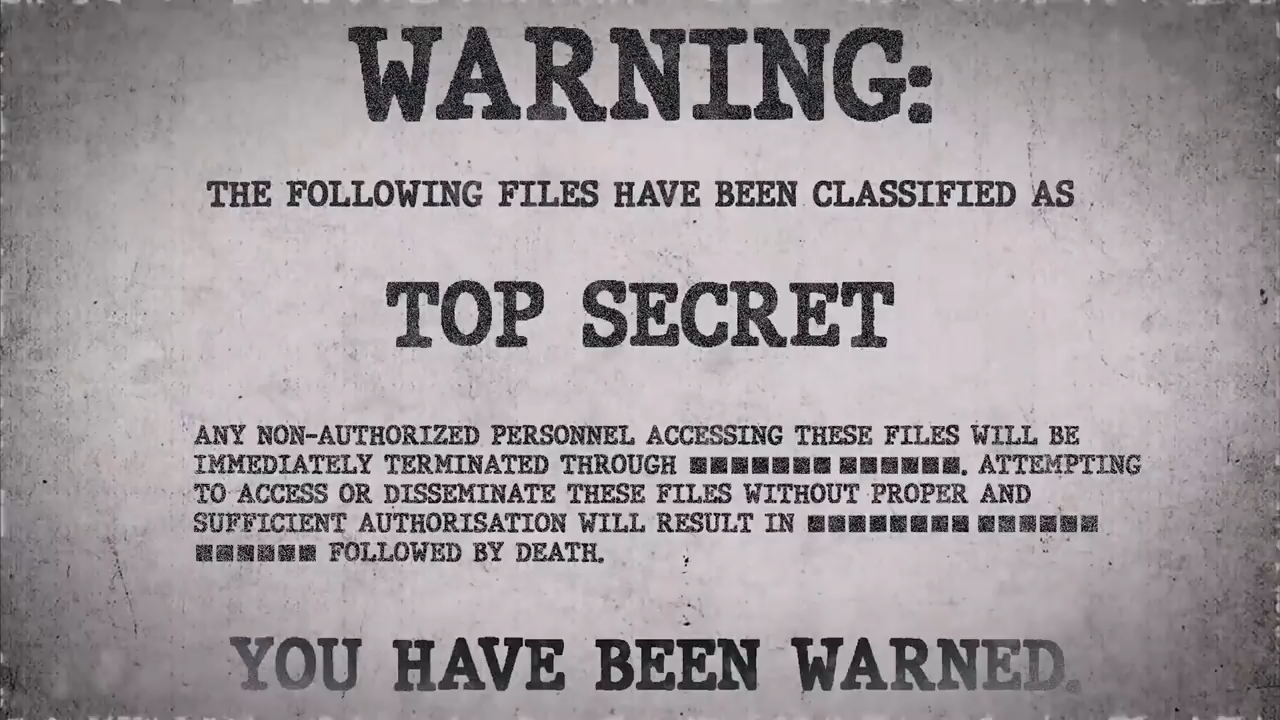 WARNING:
THE FOLLOWING FILES HAVE BEEN CLASSIFIED AS
TOP SECRET
ANY NON-AUTHORIZED PERSONNEL ACCESSING THESE FILES WILL BE
IMMEDIATELY TERMINATED THROUGH ■■■■■■■ ■■■■■■. ATTEMPTING
TO ACCESS OR DISSEMINATE THESE FILES WITHOUT PROPER AND
SUFFICIENT AUTHORISATION WILL RESULT IN ■■■■■■■■ ■■■■■■
■■■■■■ FOLLOWED BY DEATH.
YOU HAVE BEEN WARNED.